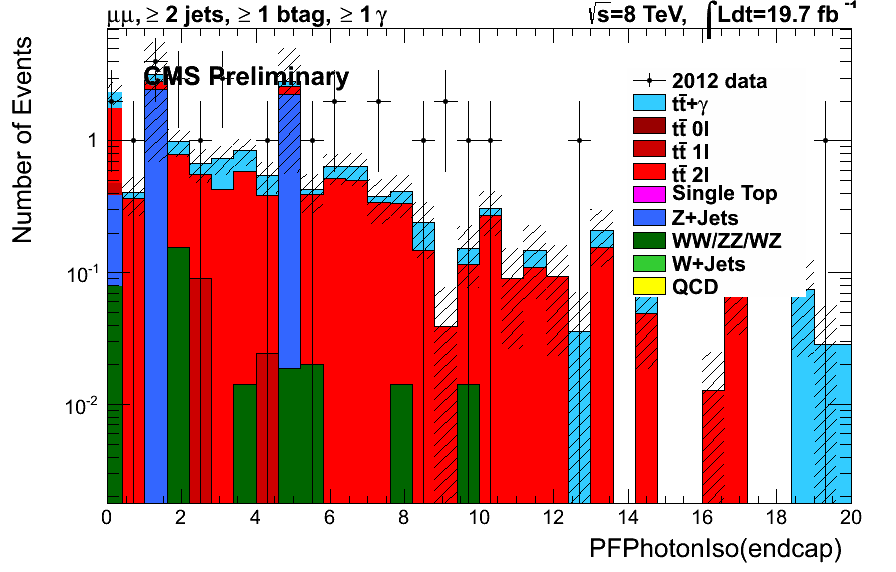 μμ, ≥ 2 jets, ≥ 1 btag, ≥ 1 γ
√s=8 TeV, ∫Ldt=19.7 fb⁻¹
CMS Preliminary
Number of Events
1
10⁻¹
10⁻²
2012 data
tt̄+γ
tt̄ 0l
tt̄ 1l
tt̄ 2l
Single Top
Z+Jets
WW/ZZ/WZ
W+Jets
QCD
0 2 4 6 8 10 12 14 16 18 20
PFPhotonIso(endcap)